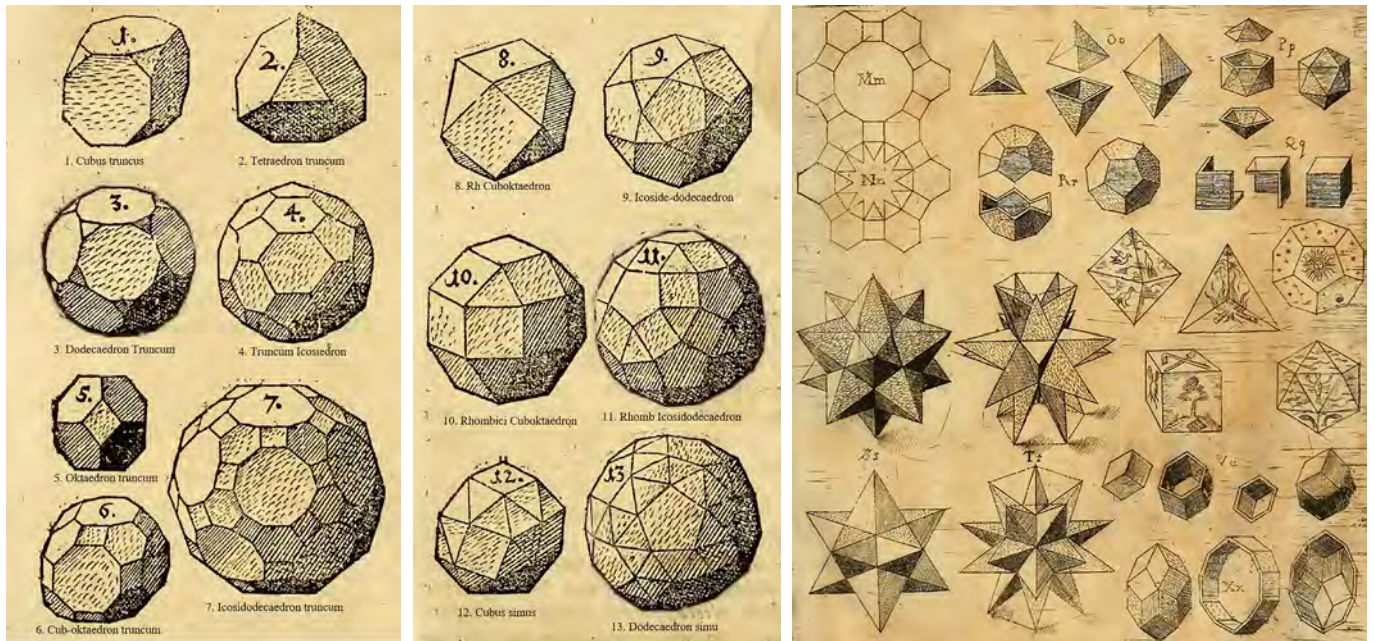 1.
1. Cubus truncus
2.
2. Tetraedron truncum
3.
3. Dodecaedron Truncum
4.
4. Truncum Icosiedron
5.
5. Oktaedron truncum
6.
6. Cub-oktaedron truncum
7.
7. Icosidodecaedron truncum
8.
8. Rh Cuboktaedron
9.
9. Icoside-dodecaedron
10.
10. Rhombici Cuboktaedron
11.
11. Rhomb Icosidodecaedron
12.
12. Cubus simus
13
13. Dodecaedron simu
Mm
Oo
Pp
Nn
Rr
Qq
Ss
Tt
Vu
Xx